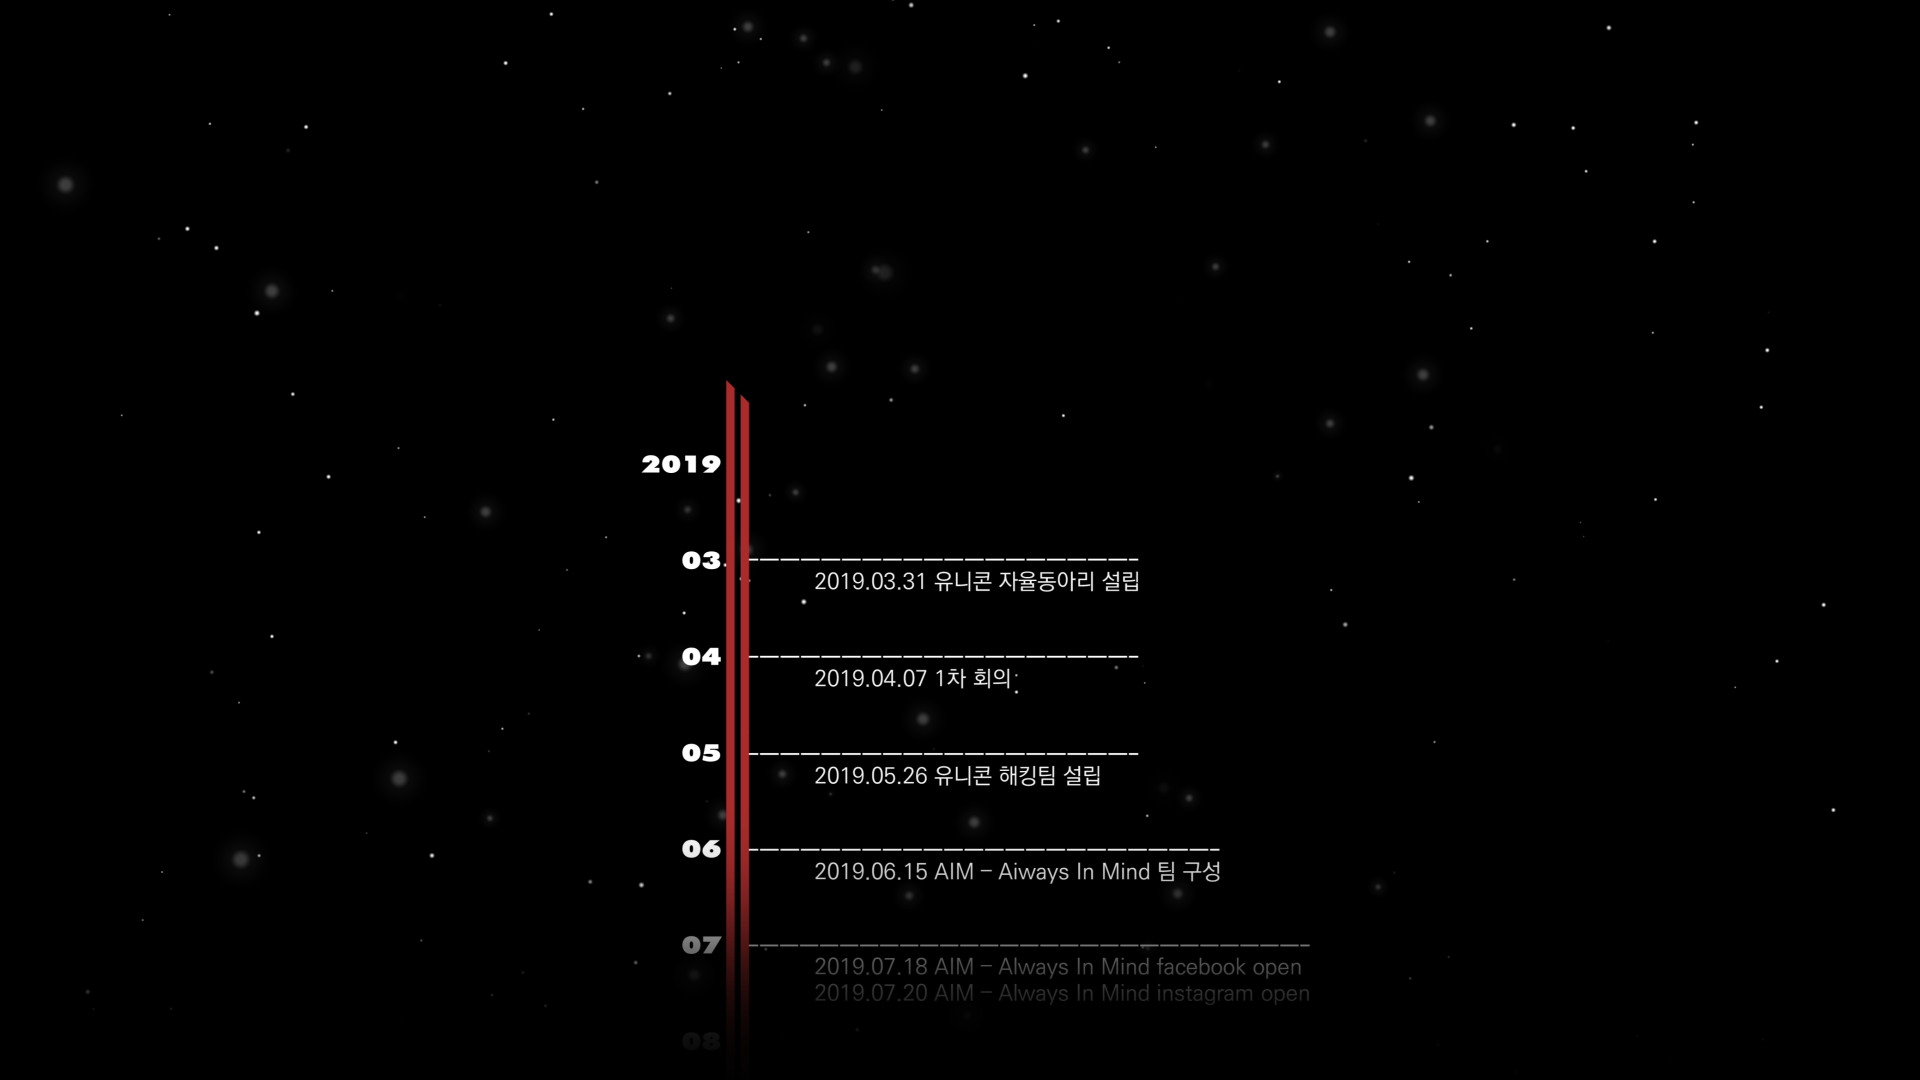 2019
03
2019.03.31 유니콘 자율동아리 설립
04
2019.04.07 1차 회의
05
2019.05.26 유니콘 해킹팀 설립
06
2019.06.15 AIM - Aiways In Mind 팀 구성
07
2019.07.18 AIM - Always In Mind facebook open
2019.07.20 AIM - Always In Mind instagram open
08